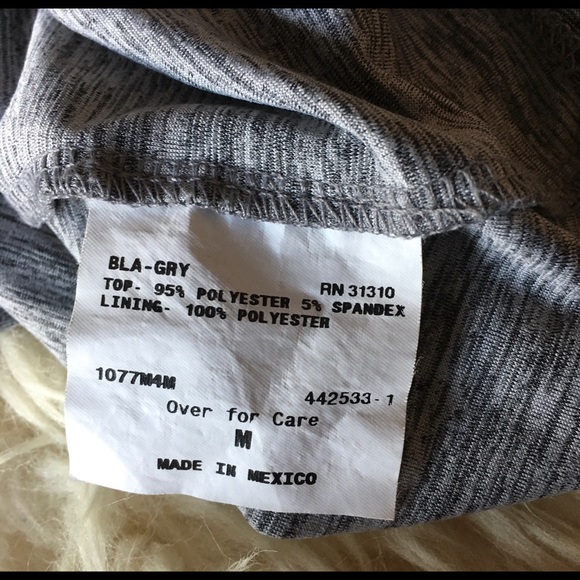 BLA-GRY RN 31310
TOP- 95% POLYESTER 5% SPANDEX
LINING- 100% POLYESTER
1077M4M 442533-1
Over for Care
M
MADE IN MEXICO